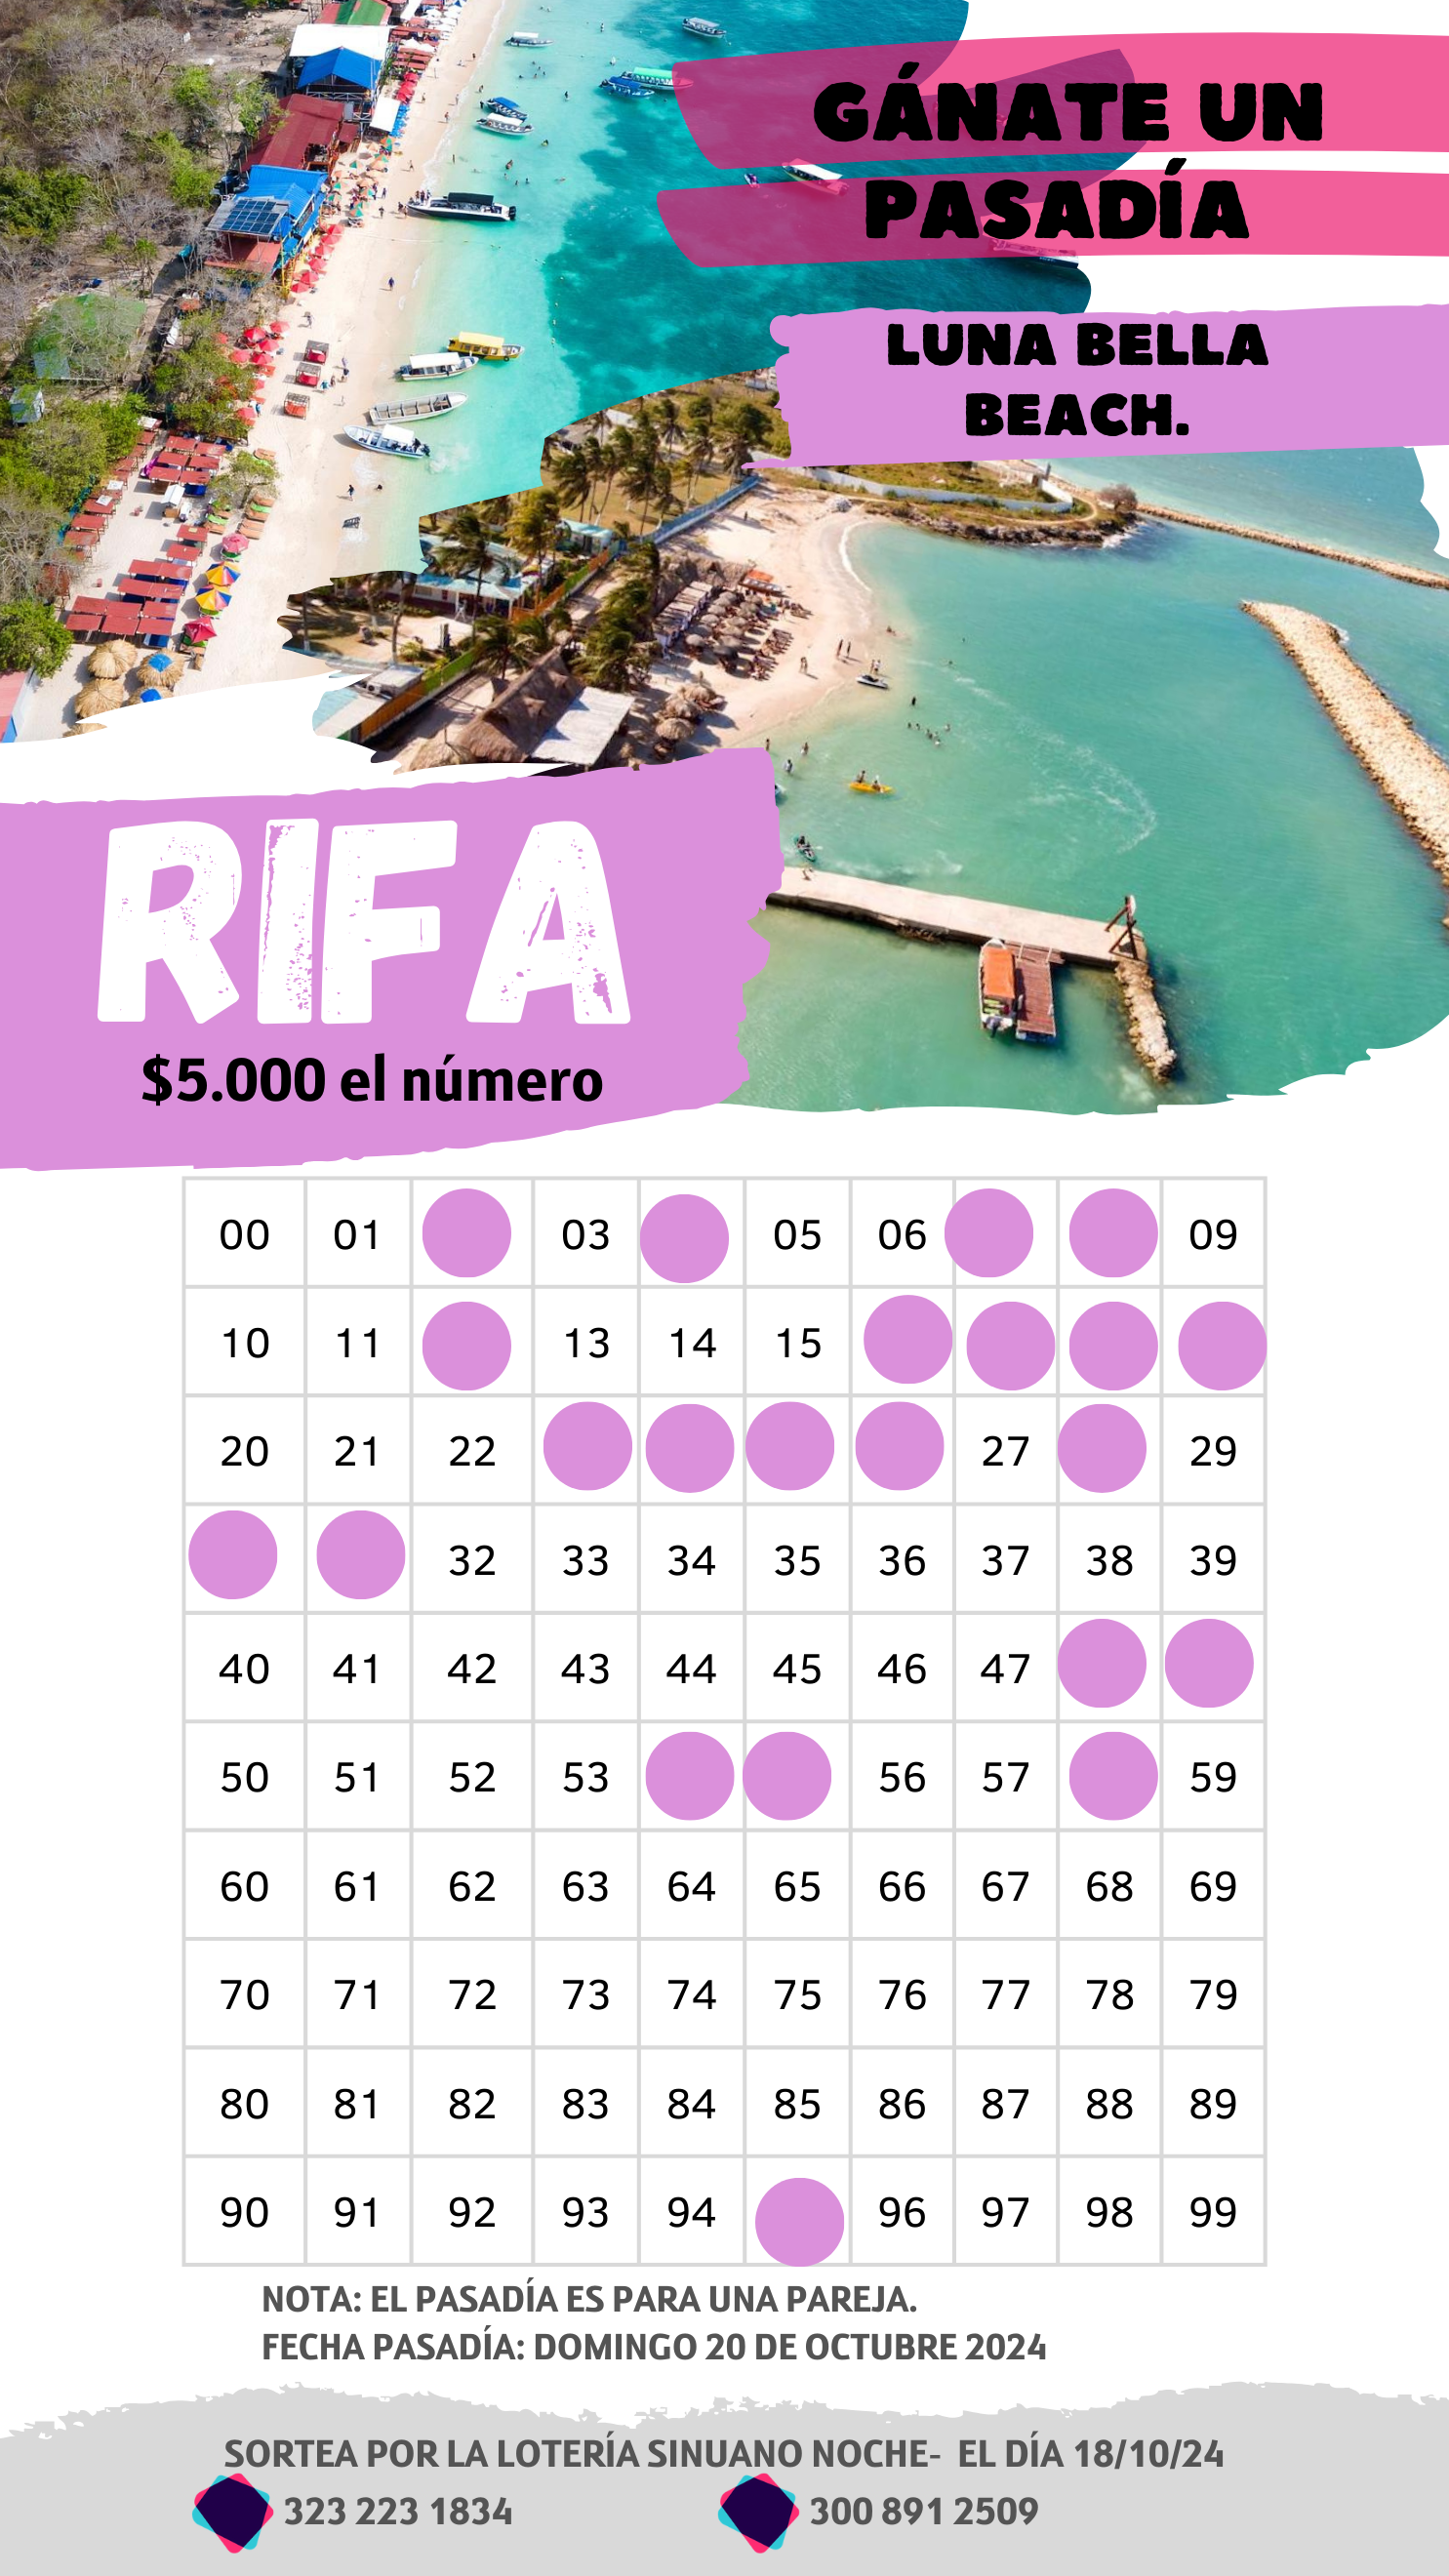 GÁNATE UN
PASADÍA
LUNA BELLA
BEACH.
RIFA
$5.000 el número
00 01 03 05 06 09
10 11 13 14 15
20 21 22 27 29
32 33 34 35 36 37 38 39
40 41 42 43 44 45 46 47
50 51 52 53 56 57 59
60 61 62 63 64 65 66 67 68 69
70 71 72 73 74 75 76 77 78 79
80 81 82 83 84 85 86 87 88 89
90 91 92 93 94 96 97 98 99
NOTA: EL PASADÍA ES PARA UNA PAREJA.
FECHA PASADÍA: DOMINGO 20 DE OCTUBRE 2024
SORTEA POR LA LOTERÍA SINUANO NOCHE- EL DÍA 18/10/24
323 223 1834 300 891 2509